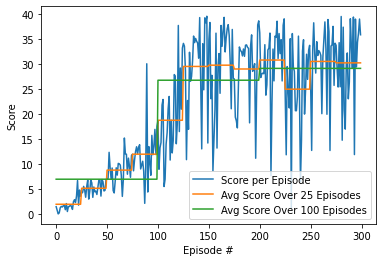 40
35
30
25
20
15
10
5
0
Score
Score per Episode
Avg Score Over 25 Episodes
Avg Score Over 100 Episodes
0 50 100 150 200 250 300
Episode #